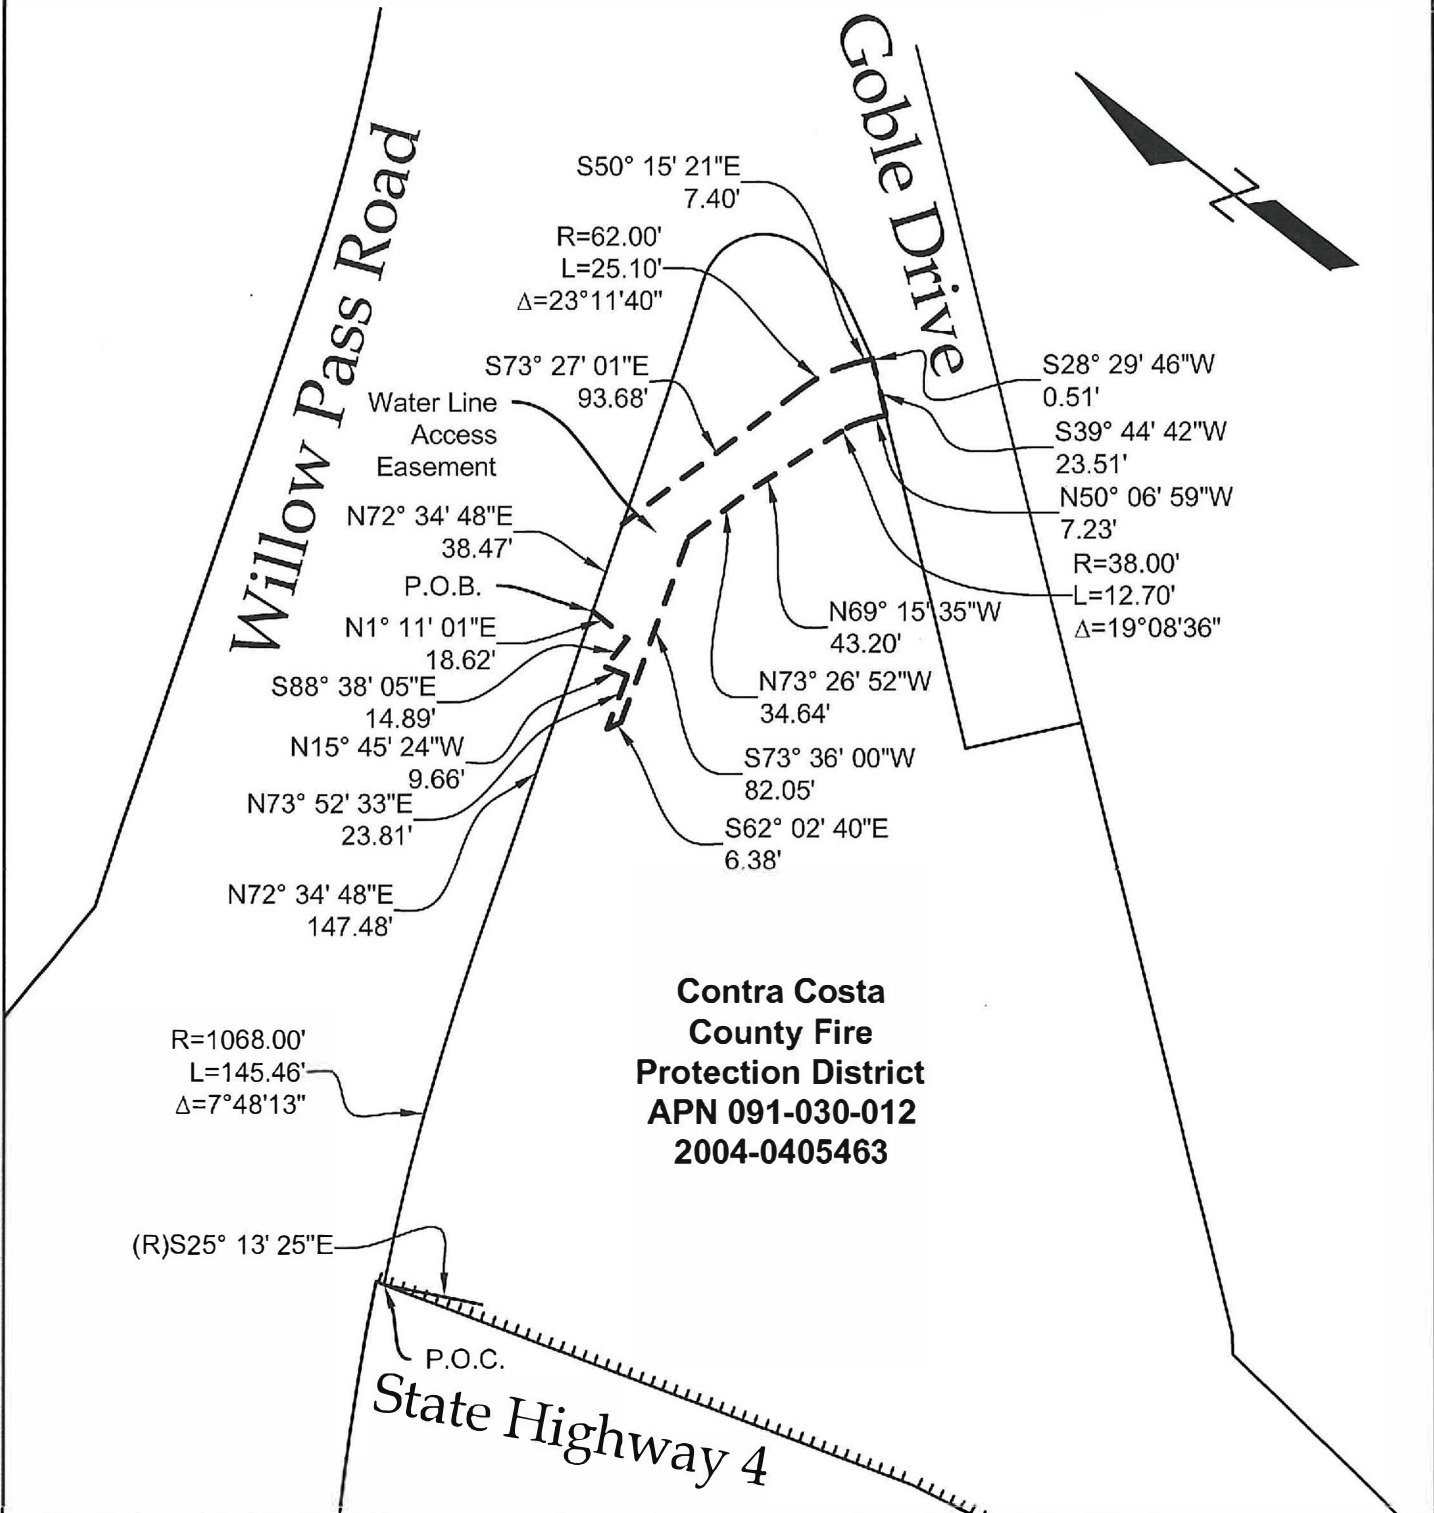 Willow Pass Road
Goble Drive
S50° 15' 21"E
7.40'
R=62.00'
L=25.10'
Δ=23°11'40"
S73° 27' 01"E
93.68'
Water Line
Access
Easement
N72° 34' 48"E
38.47'
P.O.B.
N1° 11' 01"E
18.62'
S88° 38' 05"E
14.89'
N15° 45' 24"W
9.66'
N73° 52' 33"E
23.81'
N72° 34' 48"E
147.48'
R=1068.00'
L=145.46'
Δ=7°48'13"
(R)S25° 13' 25"E
P.O.C.
State Highway 4
Z
S28° 29' 46"W
0.51'
S39° 44' 42"W
23.51'
N50° 06' 59"W
7.23'
R=38.00'
L=12.70'
Δ=19°08'36"
N69° 15' 35"W
43.20'
N73° 26' 52"W
34.64'
S73° 36' 00"W
82.05'
S62° 02' 40"E
6.38'
Contra Costa
County Fire
Protection District
APN 091-030-012
2004-0405463